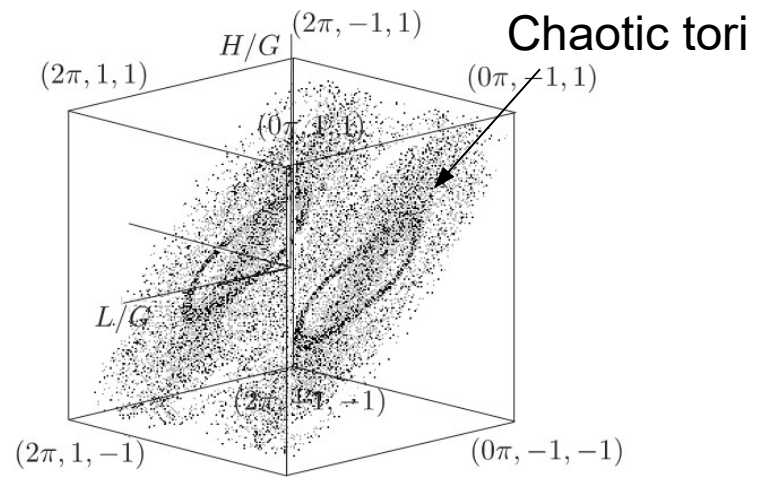 Chaotic tori
(2π, −1, 1)
H/G
(2π, 1, 1)
(0π, −1, 1)
(0π, 1, 1)
L/G
(2π, −1, −1)
(2π, 1, −1)
(0π, −1, −1)